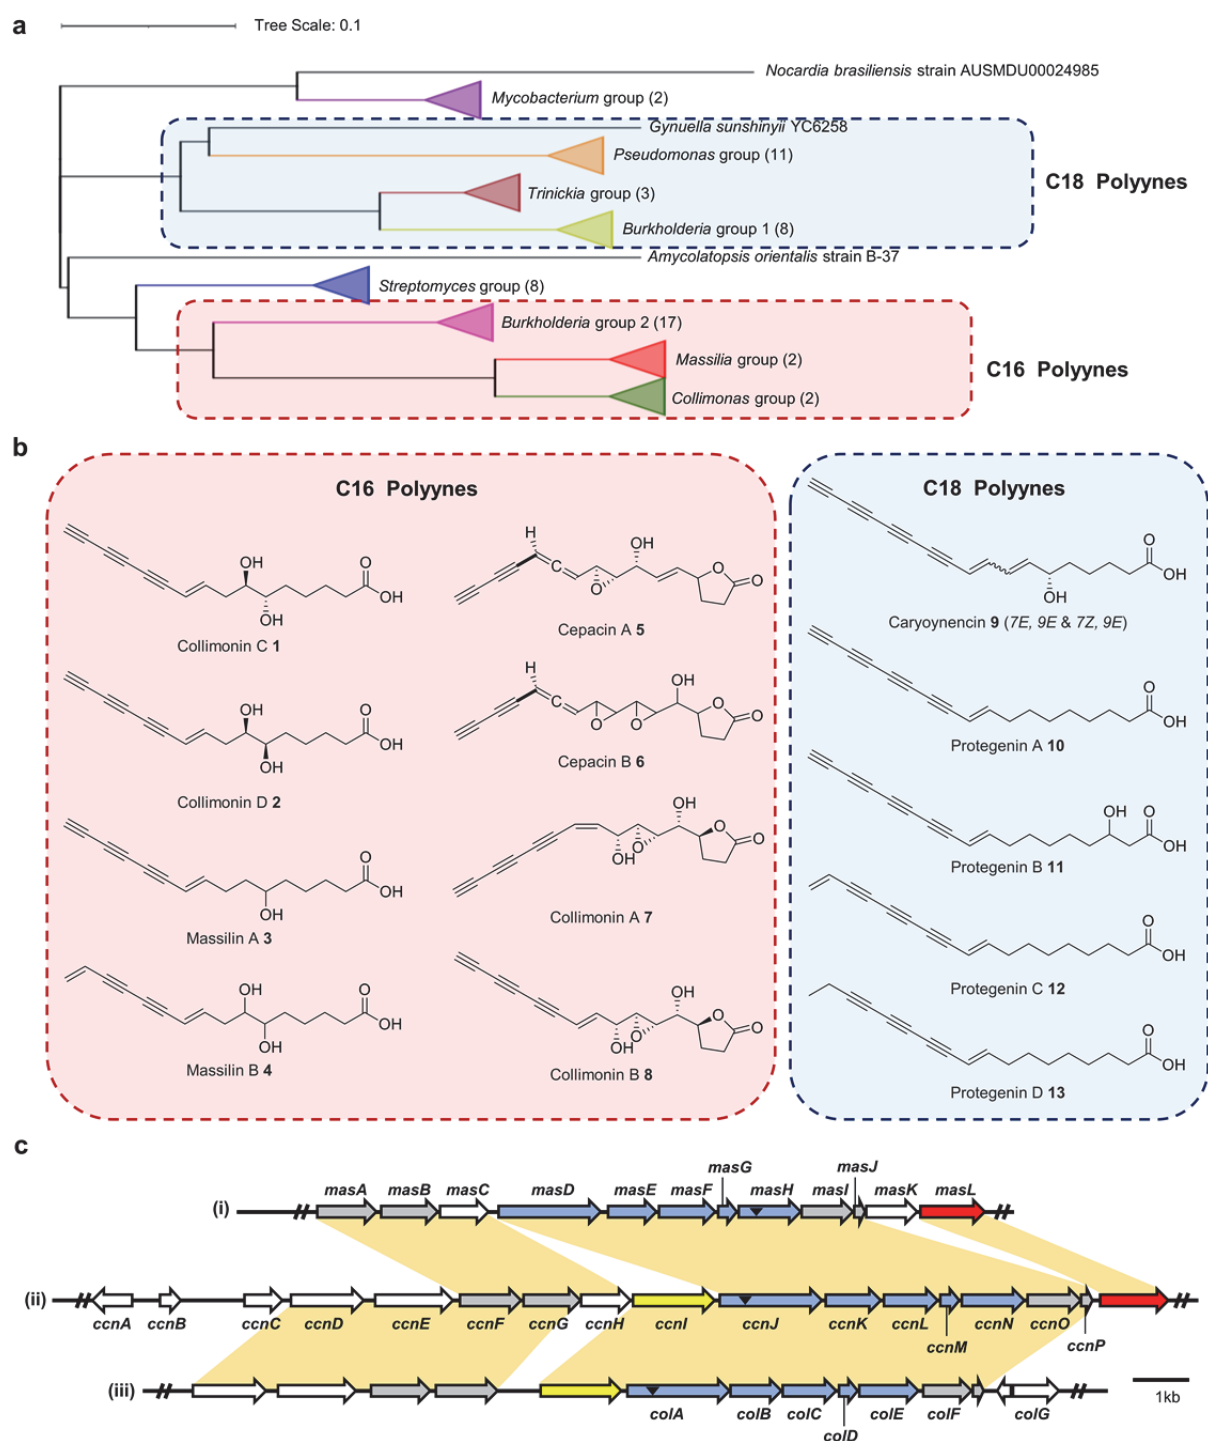 a
Tree Scale: 0.1
Nocardia brasiliensis strain AUSMDU00024985
Mycobacterium group (2)
Gynuella sunshinyii YC6258
Pseudomonas group (11)
C18 Polyynes
Trinickia group (3)
Burkholderia group 1 (8)
Amycolatopsis orientalis strain B-37
Streptomyces group (8)
Burkholderia group 2 (17)
Massilia group (2)
C16 Polyynes
Collimonas group (2)
b
C16 Polyynes
OH
O
OH
OH
Collimonin C 1
H
C
O
OH
O
O
Cepacin A 5
OH
O
OH
OH
Collimonin D 2
H
C
O
O
OH
O
O
Cepacin B 6
O
OH
OH
Massilin A 3
OH
O
OH
O
O
Collimonin A 7
OH
O
OH
OH
Massilin B 4
OH
O
OH
O
O
Collimonin B 8
C18 Polyynes
O
OH
OH
Caryoynencin 9 (7E, 9E & 7Z, 9E)
O
OH
Protegenin A 10
OH
O
OH
Protegenin B 11
O
OH
Protegenin C 12
O
OH
Protegenin D 13
c
masG masJ
masA masB masC masD masE masF masH masI masK masL
(i)
(ii)
ccnA ccnB ccnC ccnD ccnE ccnF ccnG ccnH ccnI ccnJ ccnK ccnL ccnN ccnO
ccnM ccnP
(iii)
1kb
colA colB colC colE colF colG
colD